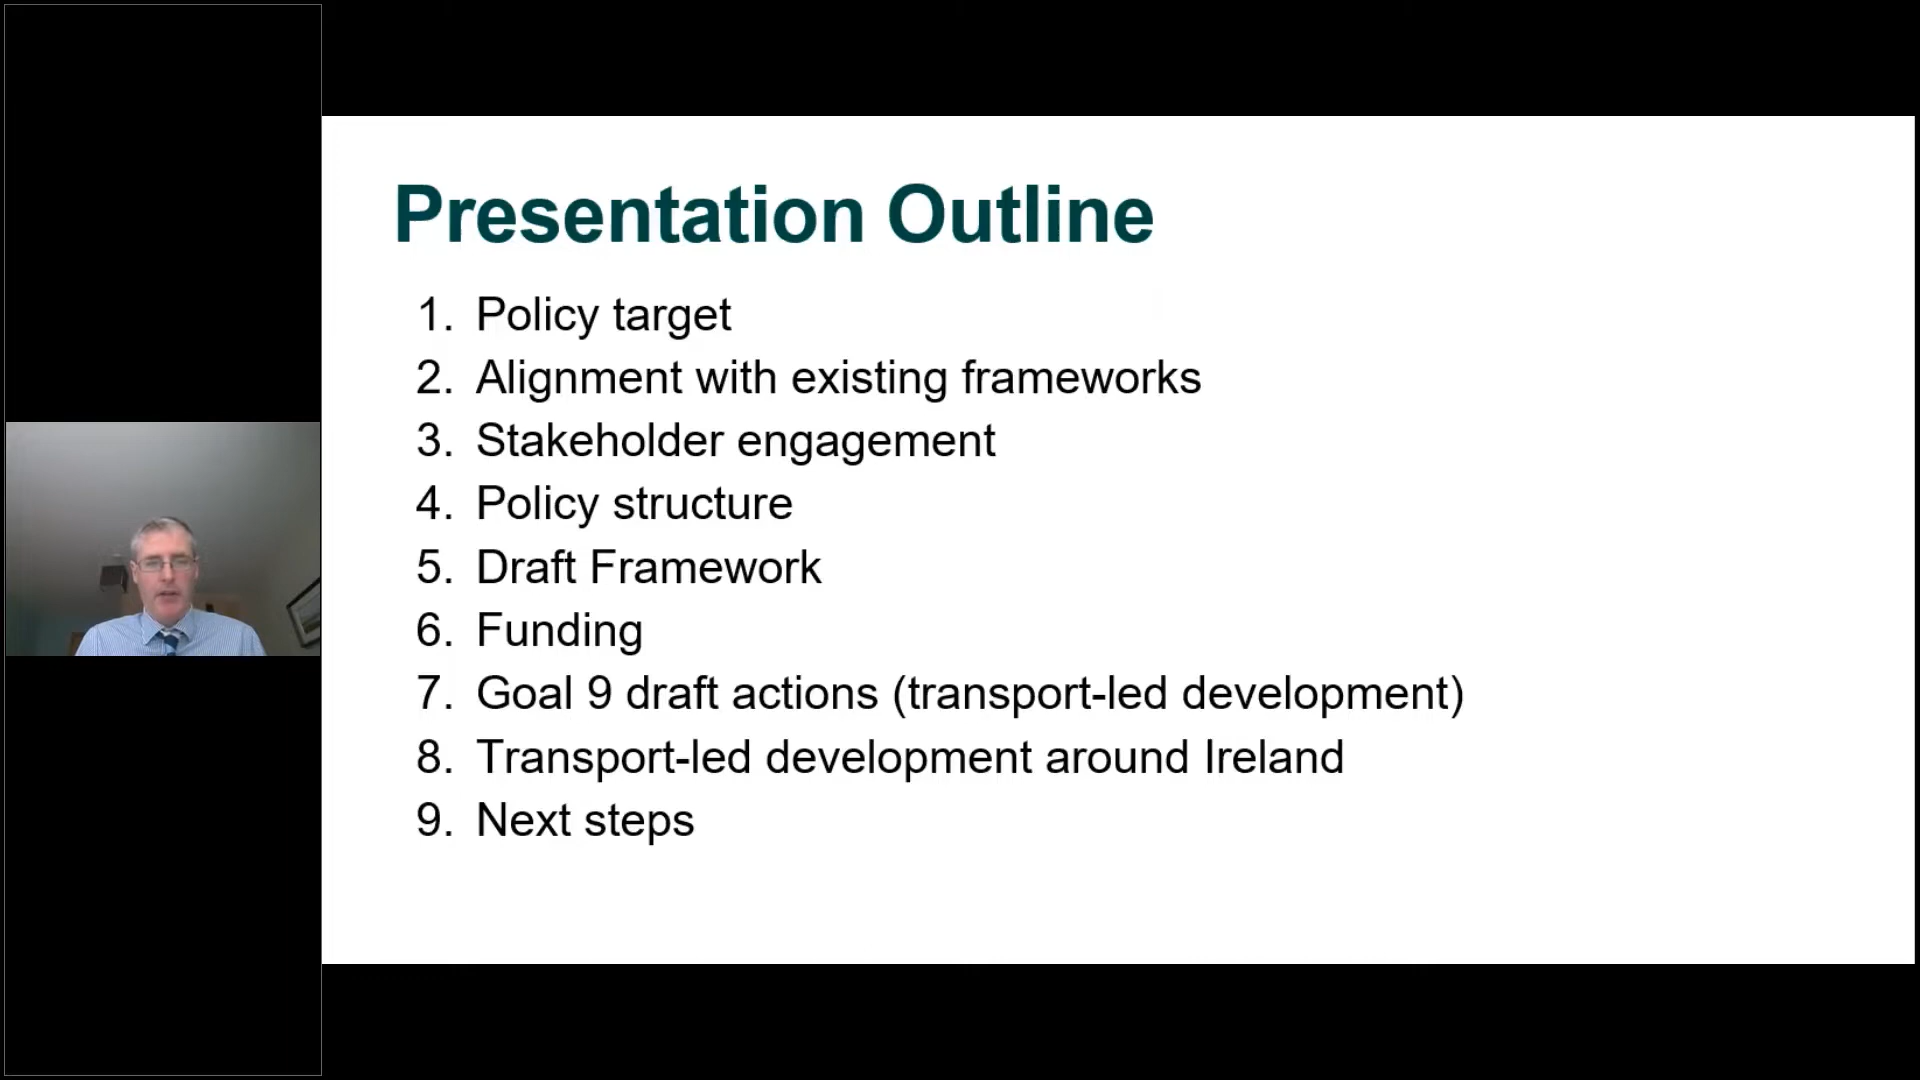 Presentation Outline
1. Policy target
2. Alignment with existing frameworks
3. Stakeholder engagement
4. Policy structure
5. Draft Framework
6. Funding
7. Goal 9 draft actions (transport-led development)
8. Transport-led development around Ireland
9. Next steps